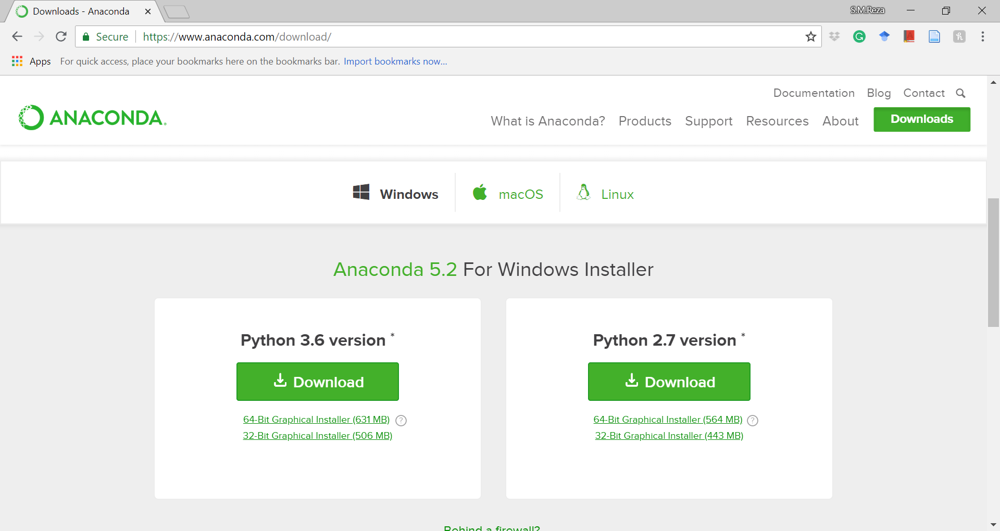 Downloads - Anaconda
S.M.Reza
Secure https://www.anaconda.com/download/
Apps For quick access, place your bookmarks here on the bookmarks bar. Import bookmarks now...
Documentation Blog Contact
ANACONDA.
What is Anaconda? Products Support Resources About Downloads
Windows macOS Linux
Anaconda 5.2 For Windows Installer
Python 3.6 version *
Download
64-Bit Graphical Installer (631 MB) ?
32-Bit Graphical Installer (506 MB)
Python 2.7 version *
Download
64-Bit Graphical Installer (564 MB) ?
32-Bit Graphical Installer (443 MB)
Behind a firewall?